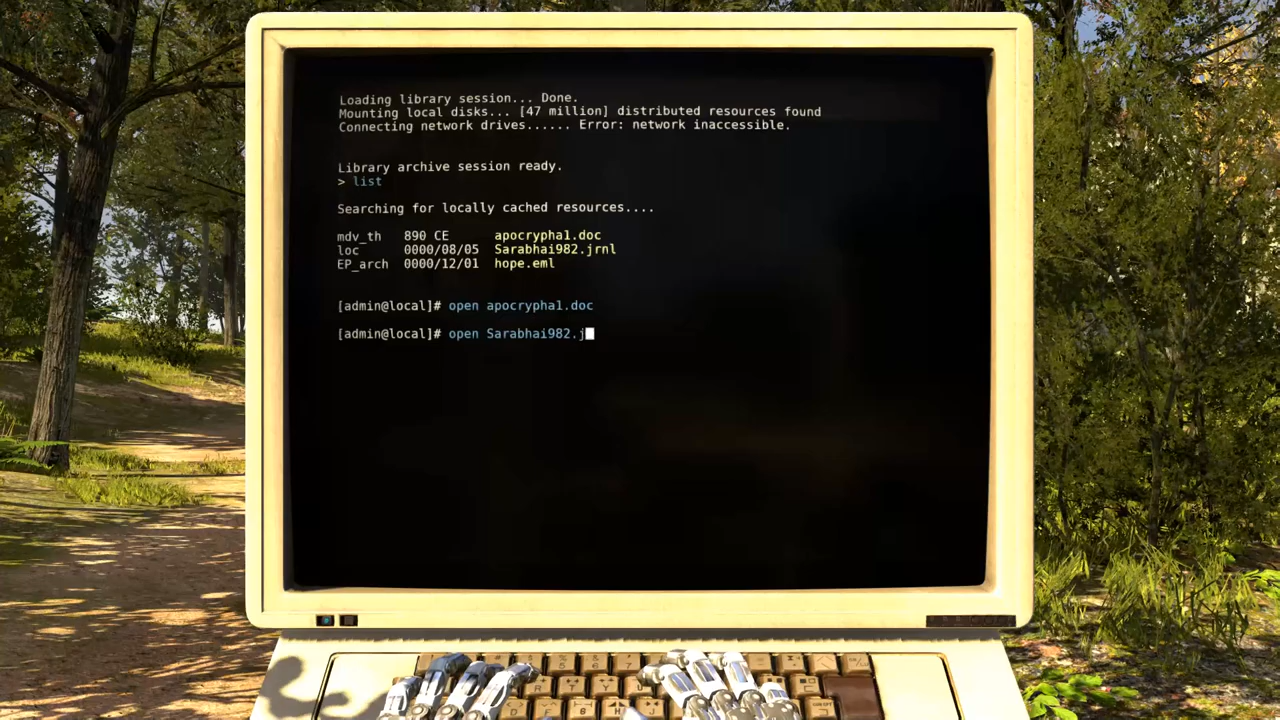 Loading library session... Done.
Mounting local disks... [47 million] distributed resources found
Connecting network drives...... Error: network inaccessible.
Library archive session ready.
> list
Searching for locally cached resources....
mdv_th 890 CE apocrypha1.doc
loc 0000/08/05 Sarabhai982.jrnl
EP_arch 0000/12/01 hope.eml
[admin@local]# open apocrypha1.doc
[admin@local]# open Sarabhai982.j